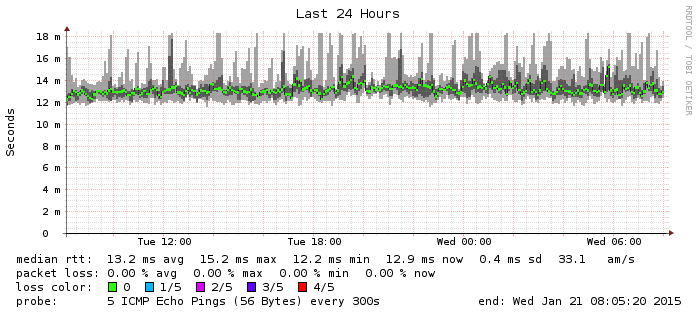 Last 24 Hours
RRDTOOL / TOBI OETIKER
Seconds
18 m
16 m
14 m
12 m
10 m
8 m
6 m
4 m
2 m
0
Tue 12:00 Tue 18:00 Wed 00:00 Wed 06:00
median rtt: 13.2 ms avg 15.2 ms max 12.2 ms min 12.9 ms now 0.4 ms sd 33.1 am/s
packet loss: 0.00 % avg 0.00 % max 0.00 % min 0.00 % now
loss color: 0 1/5 2/5 3/5 4/5
probe: 5 ICMP Echo Pings (56 Bytes) every 300s end: Wed Jan 21 08:05:20 2015